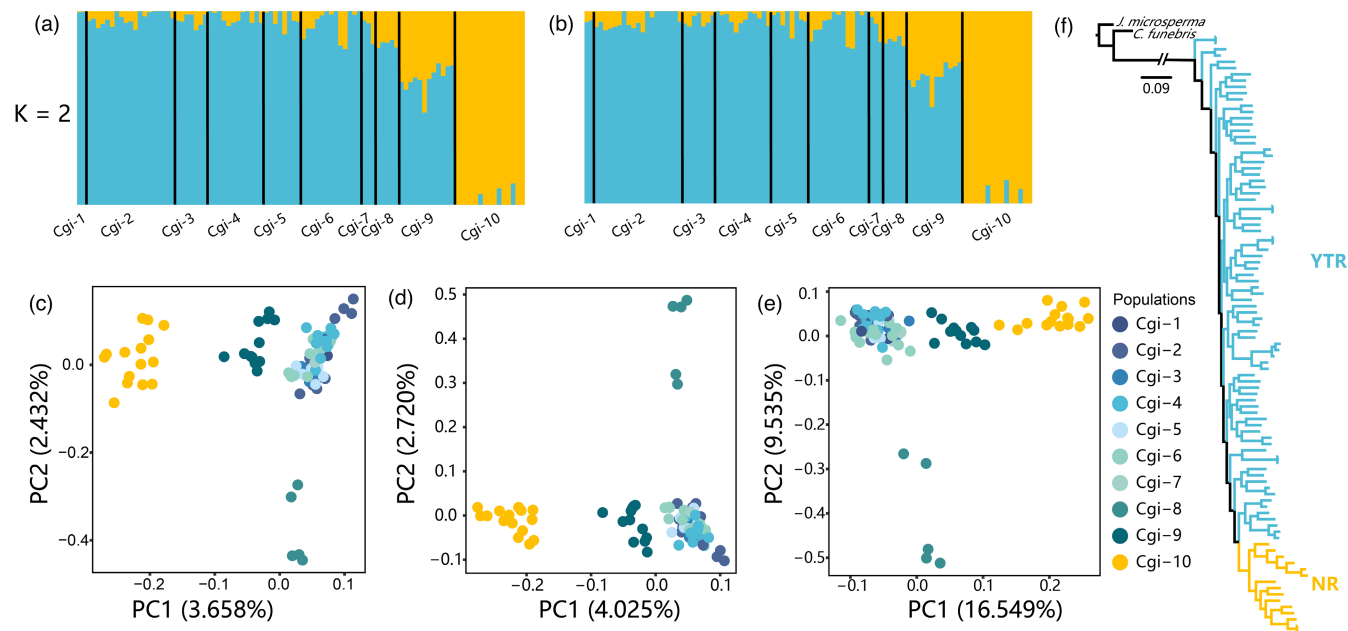 (a)
K = 2
Cgi-1 Cgi-2 Cgi-3 Cgi-4 Cgi-5 Cgi-6 Cgi-7 Cgi-8 Cgi-9 Cgi-10
(b)
Cgi-1 Cgi-2 Cgi-3 Cgi-4 Cgi-5 Cgi-6 Cgi-7 Cgi-8 Cgi-9 Cgi-10
(c)
PC2 (2.432%)
0.0
−0.2
−0.4
−0.2 −0.1 0.0 0.1
PC1 (3.658%)
(d)
PC2 (2.720%)
0.5
0.4
0.3
0.2
0.1
0.0
−0.1
−0.2 −0.1 0.0 0.1
PC1 (4.025%)
(e)
PC2 (9.535%)
0.1
0.0
−0.1
−0.2
−0.3
−0.4
−0.5
−0.1 0.0 0.1 0.2
PC1 (16.549%)
Populations
Cgi−1
Cgi−2
Cgi−3
Cgi−4
Cgi−5
Cgi−6
Cgi−7
Cgi−8
Cgi−9
Cgi−10
(f)
J. microsperma
C. funebris
//
0.09
YTR
NR